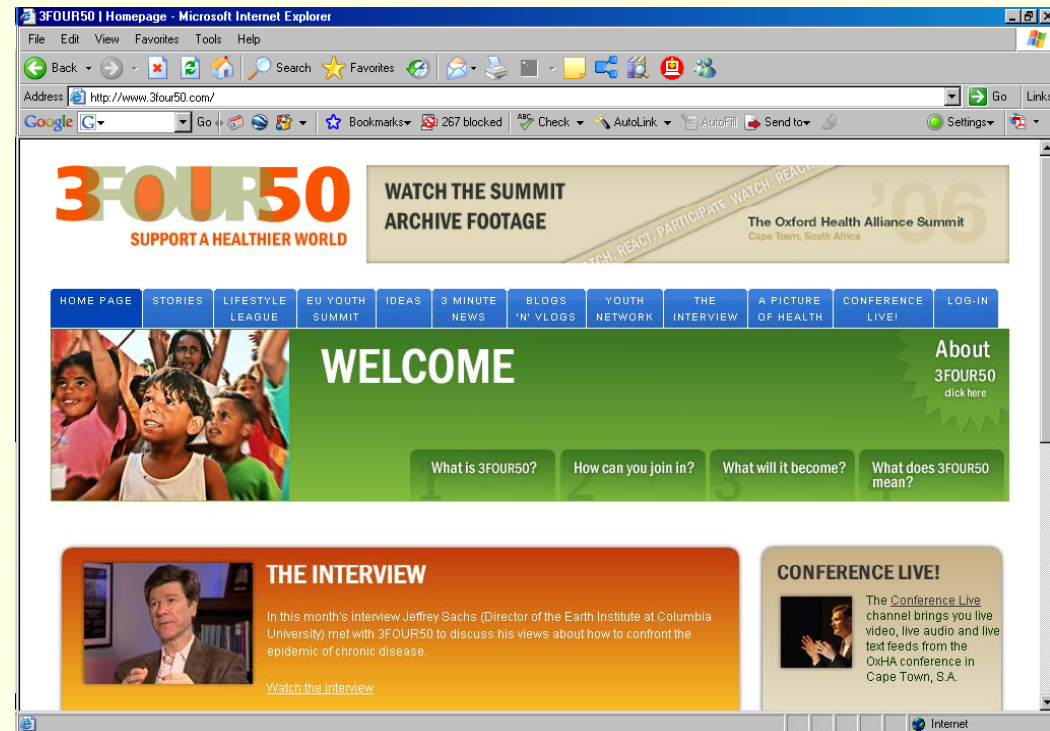 3FOUR50 | Homepage - Microsoft Internet Explorer
File Edit View Favorites Tools Help
Back Search Favorites
Address http://www.3four50.com/ Go Links
Google G Go Bookmarks 267 blocked ABC Check AutoLink AutoFill Send to Settings
3FOUR50
SUPPORT A HEALTHIER WORLD
WATCH THE SUMMIT
ARCHIVE FOOTAGE
WATCH. REACT. PARTICIPATE WATCH. REACT.
'06
The Oxford Health Alliance Summit
Cape Town, South Africa
HOME PAGE
STORIES
LIFESTYLE
LEAGUE
EU YOUTH
SUMMIT
IDEAS
3 MINUTE
NEWS
BLOGS
'N' VLOGS
YOUTH
NETWORK
THE
INTERVIEW
A PICTURE
OF HEALTH
CONFERENCE
LIVE!
LOG-IN
WELCOME
About
3FOUR50
click here
1 What is 3FOUR50?
2 How can you join in?
3 What will it become?
What does 3FOUR50
mean?
THE INTERVIEW
In this month's interview Jeffrey Sachs (Director of the Earth Institute at Columbia
University) met with 3FOUR50 to discuss his views about how to confront the
epidemic of chronic disease.
Watch the interview
CONFERENCE LIVE!
The Conference Live
channel brings you live
video, live audio and live
text feeds from the
OxHA conference in
Cape Town, S.A.
Internet